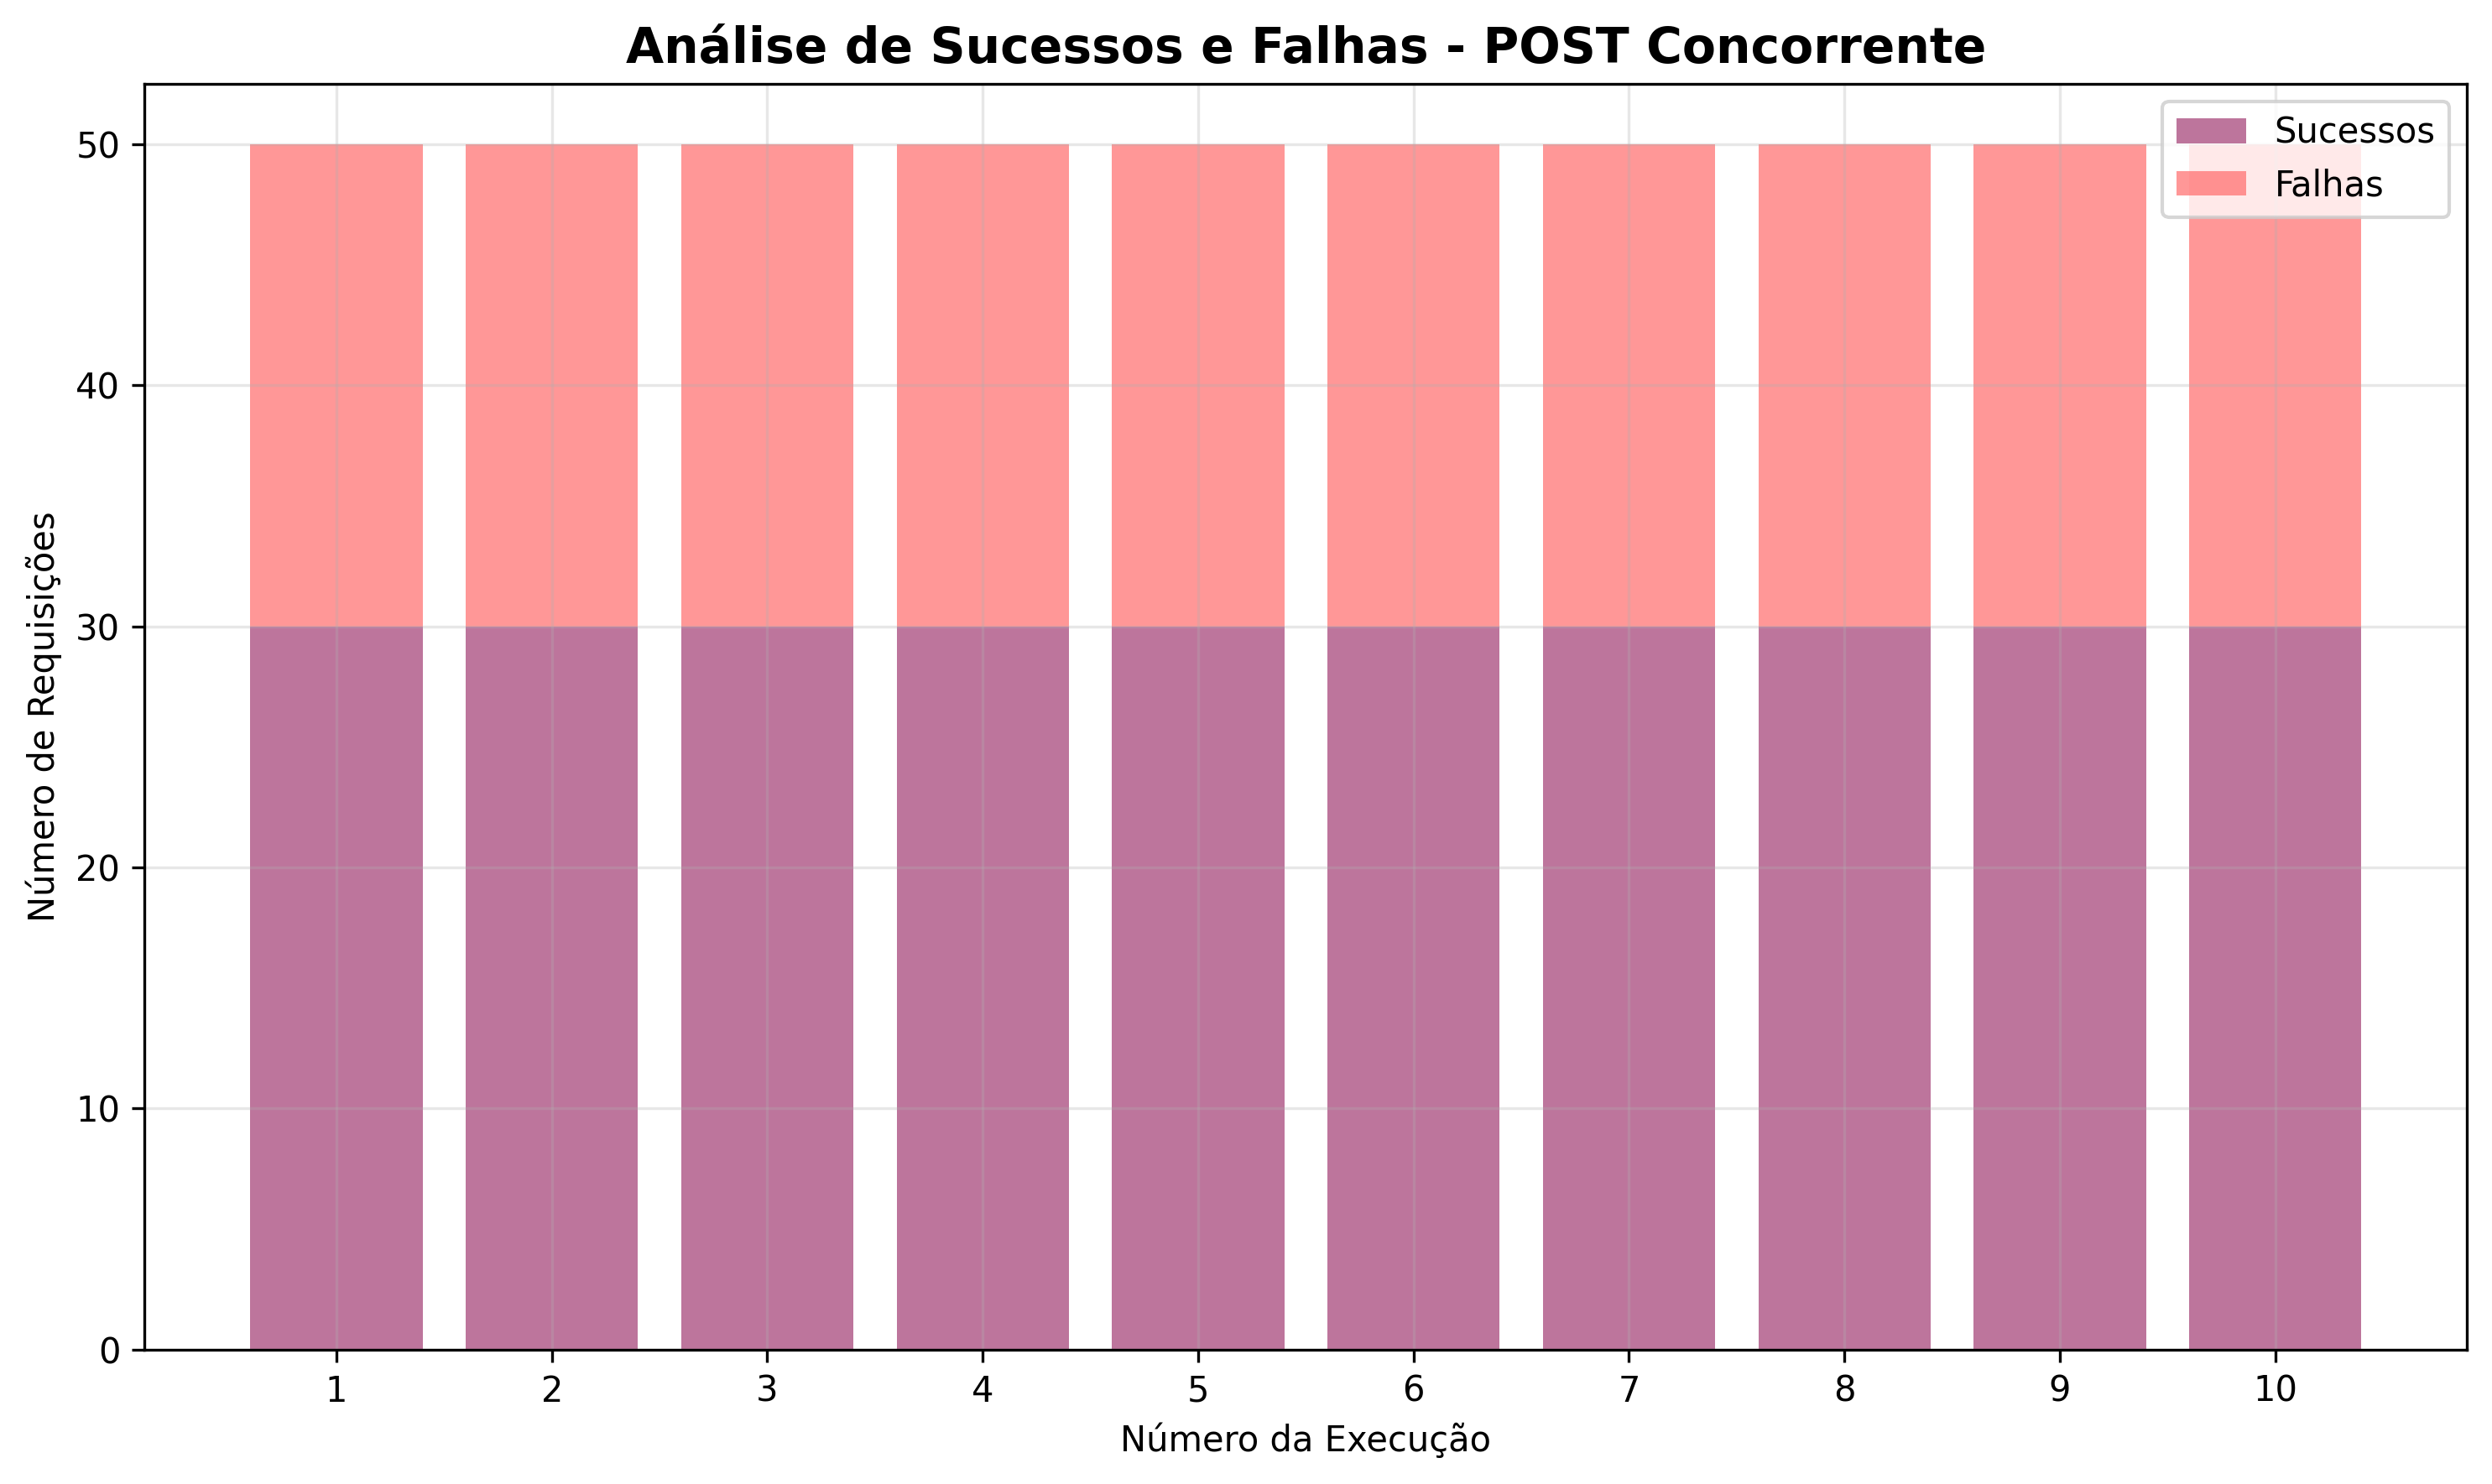 Análise de Sucessos e Falhas - POST Concorrente
Sucessos
Falhas
Número de Requisições
50
40
30
20
10
0
1 2 3 4 5 6 7 8 9 10
Número da Execução